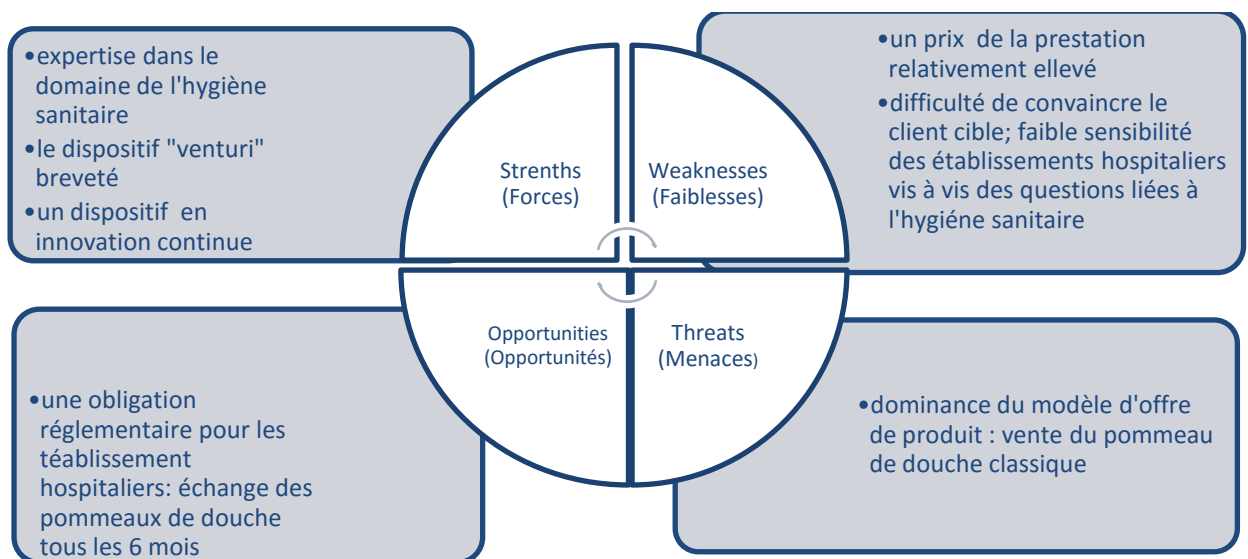 •expertise dans le
domaine de l'hygiène
sanitaire
•le dispositif "venturi"
breveté
•un dispositif en
innovation continue
Strenths
(Forces)
Weaknesses
(Faiblesses)
•un prix de la prestation
relativement ellevé
•difficulté de convaincre le
client cible; faible sensibilité
des établissements hospitaliers
vis à vis des questions liées à
l'hygiéne sanitaire
•une obligation
réglementaire pour les
téablissement
hospitaliers: échange des
pommeaux de douche
tous les 6 mois
Opportunities
(Opportunités)
Threats
(Menaces)
•dominance du modèle d'offre
de produit : vente du pommeau
de douche classique